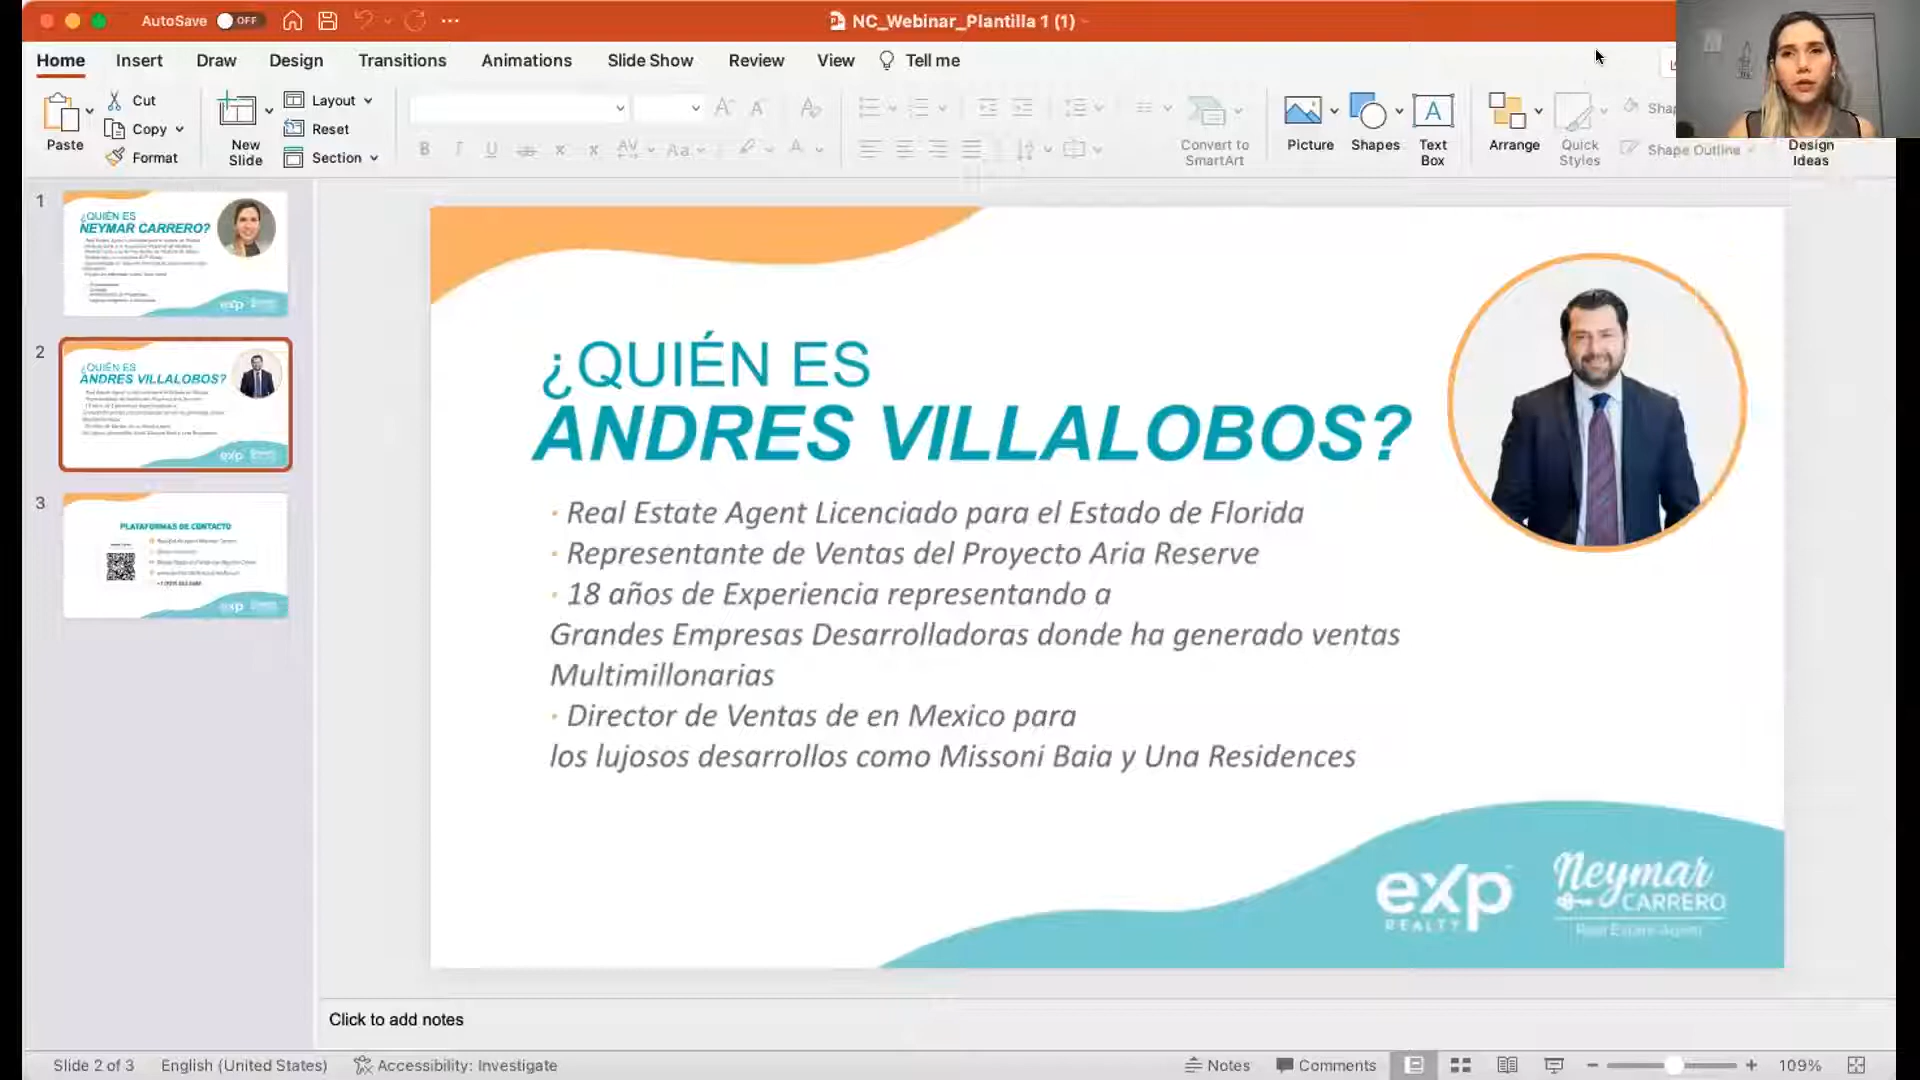 AutoSave OFF
NC_Webinar_Plantilla 1 (1)
Home Insert Draw Design Transitions Animations Slide Show Review View Tell me
Paste
Cut
Copy
Format
New
Slide
Layout
Reset
Section
Convert to
SmartArt
Picture
Shapes
Text
Box
Arrange
Quick
Styles
Shape Outline
Design
Ideas
1
¿QUIÉN ES
NEYMAR CARRERO?
exp
2
¿QUIÉN ES
ANDRES VILLALOBOS?
exp
3
PLATAFORMAS DE CONTACTO
exp
¿QUIÉN ES
ANDRES VILLALOBOS?
· Real Estate Agent Licenciado para el Estado de Florida
· Representante de Ventas del Proyecto Aria Reserve
· 18 años de Experiencia representando a
Grandes Empresas Desarrolladoras donde ha generado ventas
Multimillonarias
· Director de Ventas de en Mexico para
los lujosos desarrollos como Missoni Baia y Una Residences
exp
REALTY
Neymar
CARRERO
Real Estate Agent
Click to add notes
Slide 2 of 3 English (United States) Accessibility: Investigate Notes Comments 109%